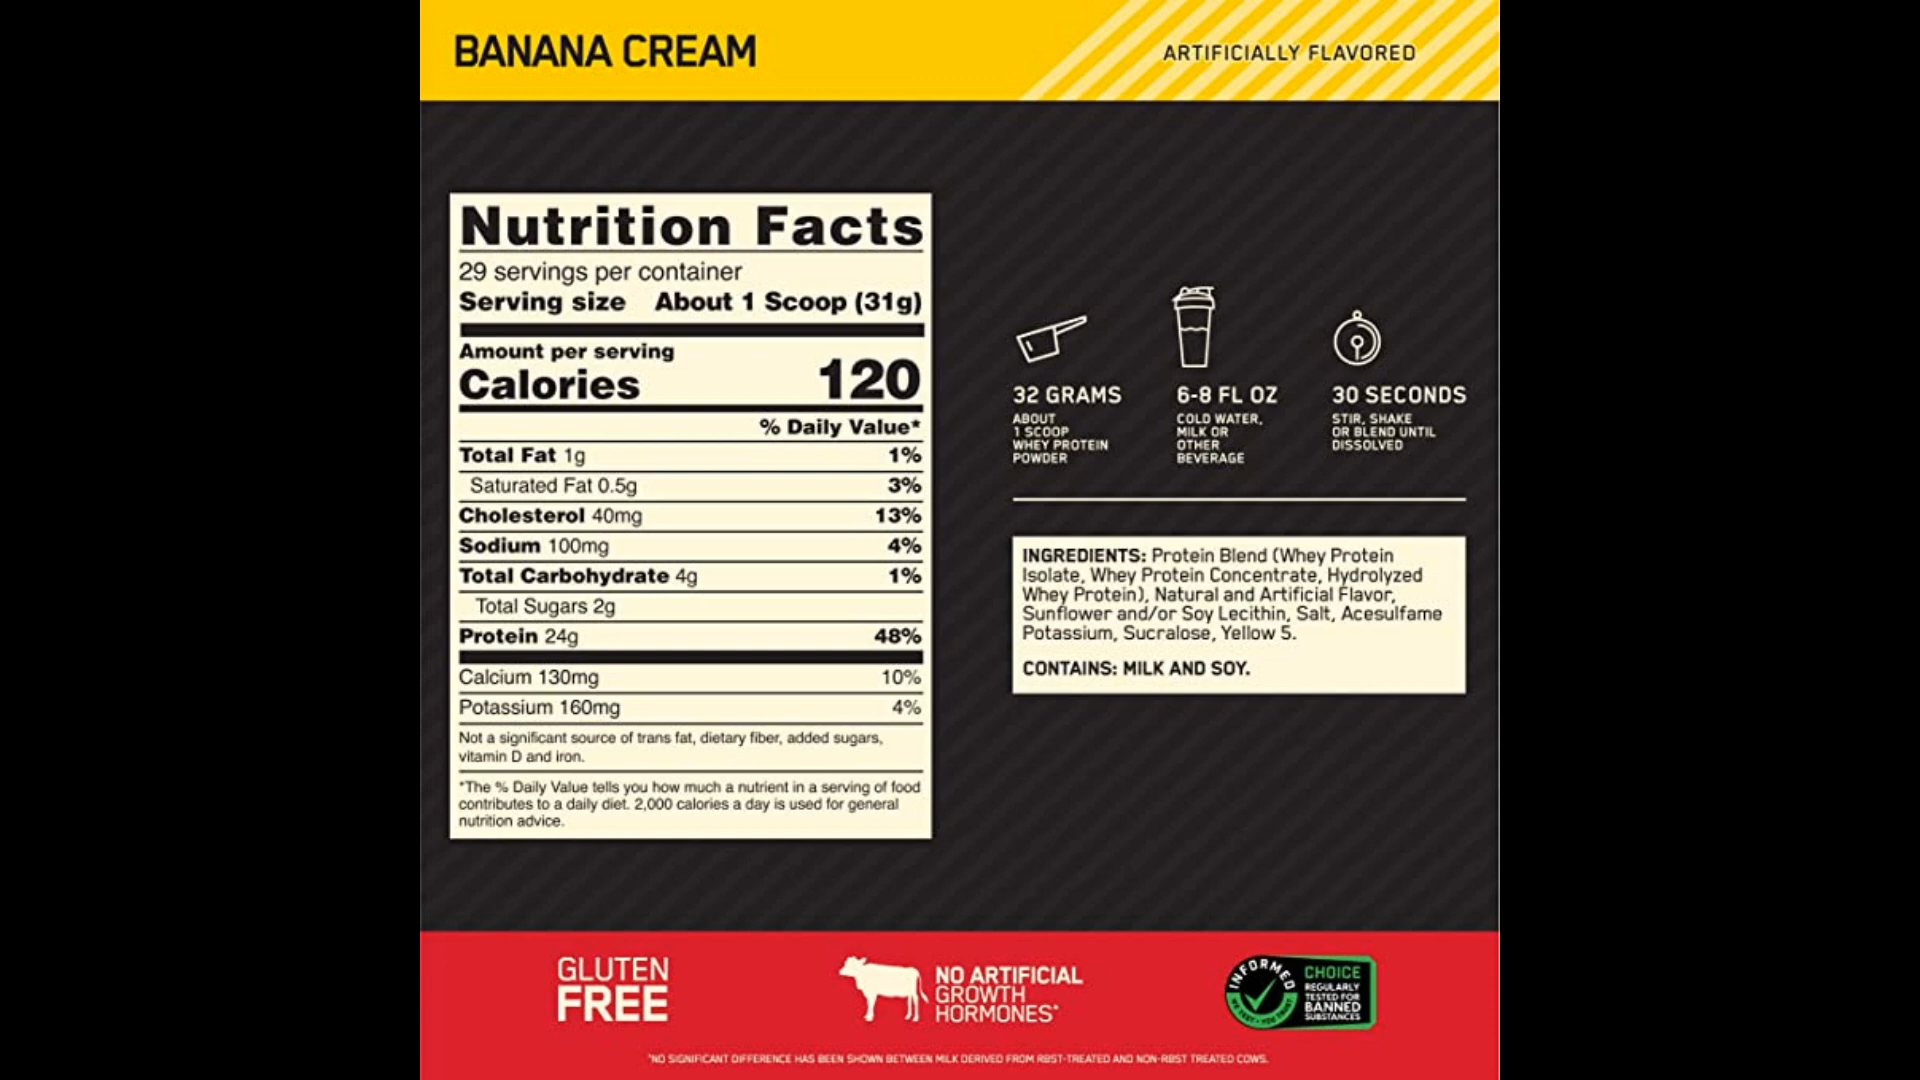 BANANA CREAM
ARTIFICIALLY FLAVORED
Nutrition Facts
29 servings per container
Serving size About 1 Scoop (31g)
Amount per serving
Calories 120
% Daily Value*
Total Fat 1g 1%
Saturated Fat 0.5g 3%
Cholesterol 40mg 13%
Sodium 100mg 4%
Total Carbohydrate 4g 1%
Total Sugars 2g
Protein 24g 48%
Calcium 130mg 10%
Potassium 160mg 4%
Not a significant source of trans fat, dietary fiber, added sugars,
vitamin D and iron.
*The % Daily Value tells you how much a nutrient in a serving of food
contributes to a daily diet. 2,000 calories a day is used for general
nutrition advice.
32 GRAMS
ABOUT
1 SCOOP
WHEY PROTEIN
POWDER
6-8 FL OZ
COLD WATER,
MILK OR
OTHER
BEVERAGE
30 SECONDS
STIR, SHAKE
OR BLEND UNTIL
DISSOLVED
INGREDIENTS: Protein Blend (Whey Protein
Isolate, Whey Protein Concentrate, Hydrolyzed
Whey Protein), Natural and Artificial Flavor,
Sunflower and/or Soy Lecithin, Salt, Acesulfame
Potassium, Sucralose, Yellow 5.
CONTAINS: MILK AND SOY.
GLUTEN
FREE
NO ARTIFICIAL
GROWTH
HORMONES*
INFORMED
WE TEST • YOU TRUST
CHOICE
REGULARLY
TESTED FOR
BANNED
SUBSTANCES
*NO SIGNIFICANT DIFFERENCE HAS BEEN SHOWN BETWEEN MILK DERIVED FROM RBST-TREATED AND NON-RBST TREATED COWS.